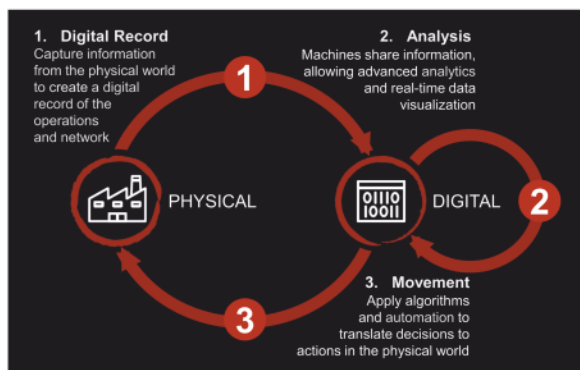 1. Digital Record
Capture information
from the physical world
to create a digital
record of the
operations
and network
2. Analysis
Machines share information,
allowing advanced analytics
and real-time data
visualization
1
PHYSICAL
01110
10011
DIGITAL
2
3
3. Movement
Apply algorithms
and automation to
translate decisions to
actions in the physical world